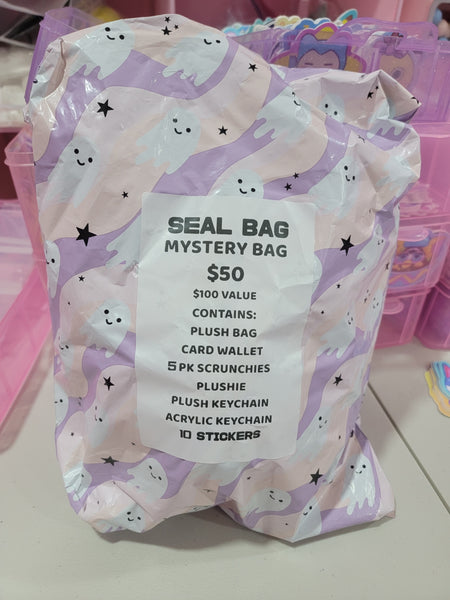 SEAL BAG
MYSTERY BAG
$50
$100 VALUE
CONTAINS:
PLUSH BAG
CARD WALLET
5 PK SCRUNCHIES
PLUSHIE
PLUSH KEYCHAIN
ACRYLIC KEYCHAIN
10 STICKERS